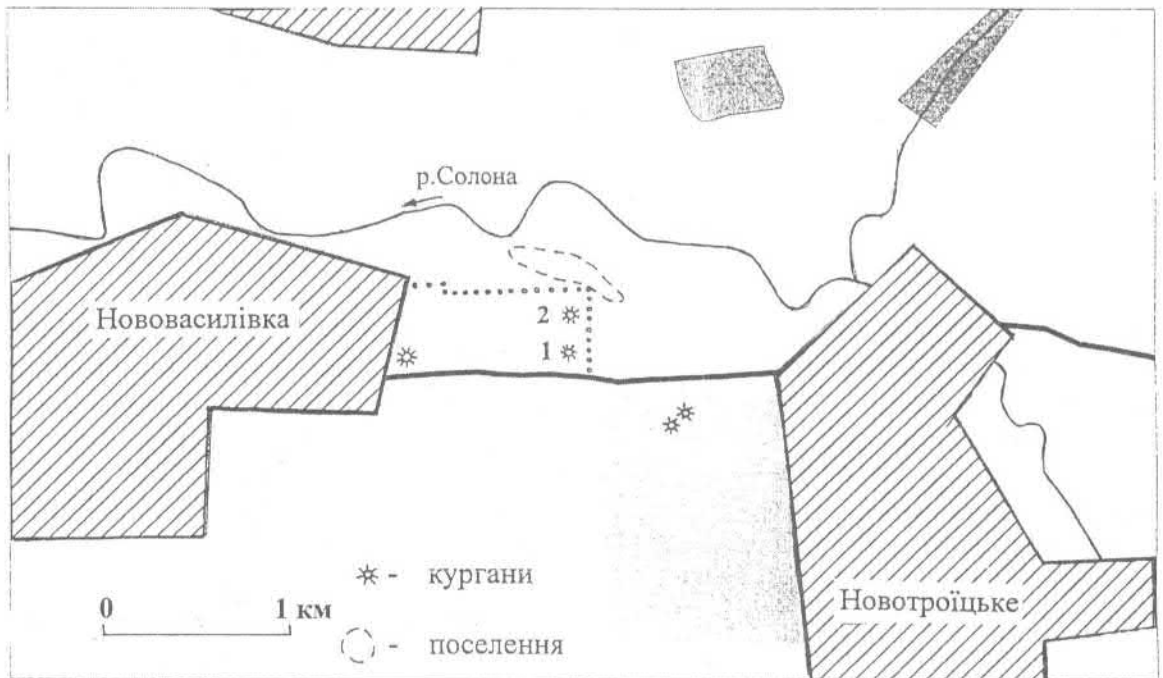 р.Солона
Нововасилівка
2
1
- кургани
0 1 км
Новотроїцьке
- поселення